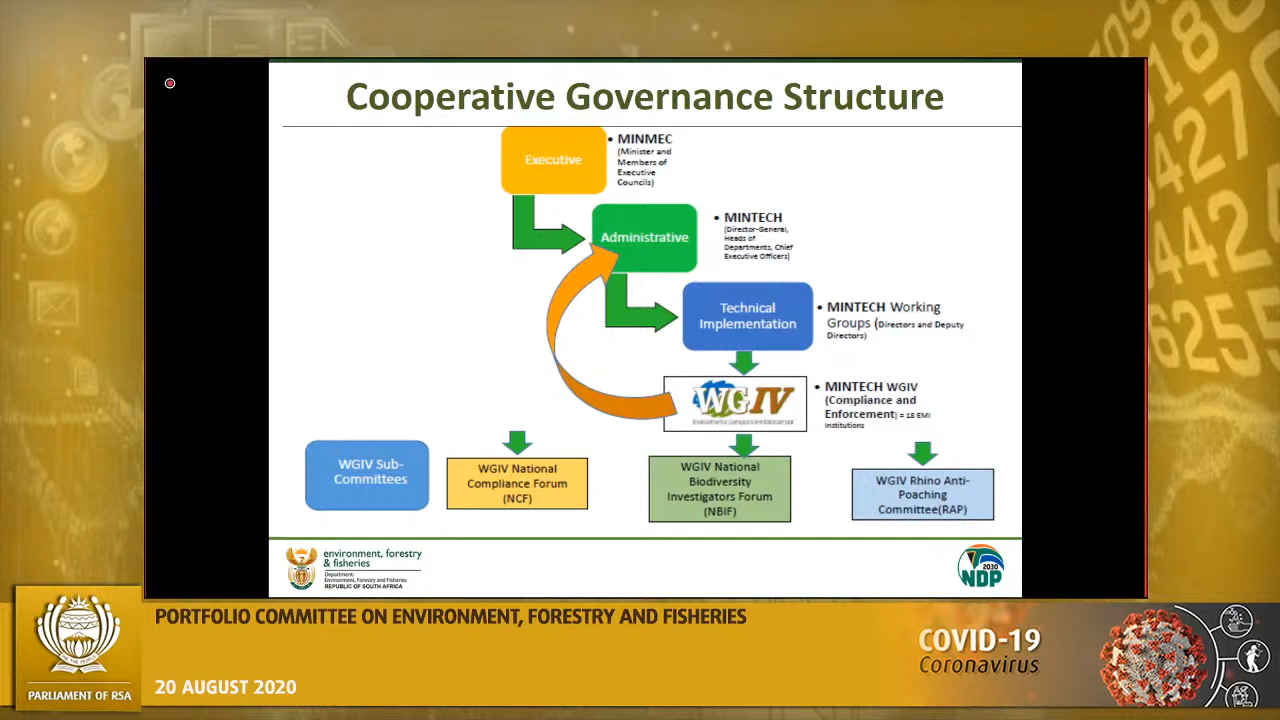 Cooperative Governance Structure
Executive
• MINMEC
(Minister and
Members of
Executive
Councils)
Administrative
• MINTECH
(Director-General,
Heads of
Departments, Chief
Executive Officers)
Technical
Implementation
• MINTECH Working
Groups (Directors and Deputy
Directors)
WGIV
• MINTECH WGIV
(Compliance and
Enforcement) = 18 EMI
Institutions
WGIV Sub-
Committees
WGIV National
Compliance Forum
(NCF)
WGIV National
Biodiversity
Investigators Forum
(NBIF)
WGIV Rhino Anti-
Poaching
Committee(RAP)
environment, forestry
& fisheries
Department:
Environment, Forestry and Fisheries
REPUBLIC OF SOUTH AFRICA
2030
NDP
PORTFOLIO COMMITTEE ON ENVIRONMENT, FORESTRY AND FISHERIES
20 AUGUST 2020
PARLIAMENT OF RSA
COVID-19
Coronavirus